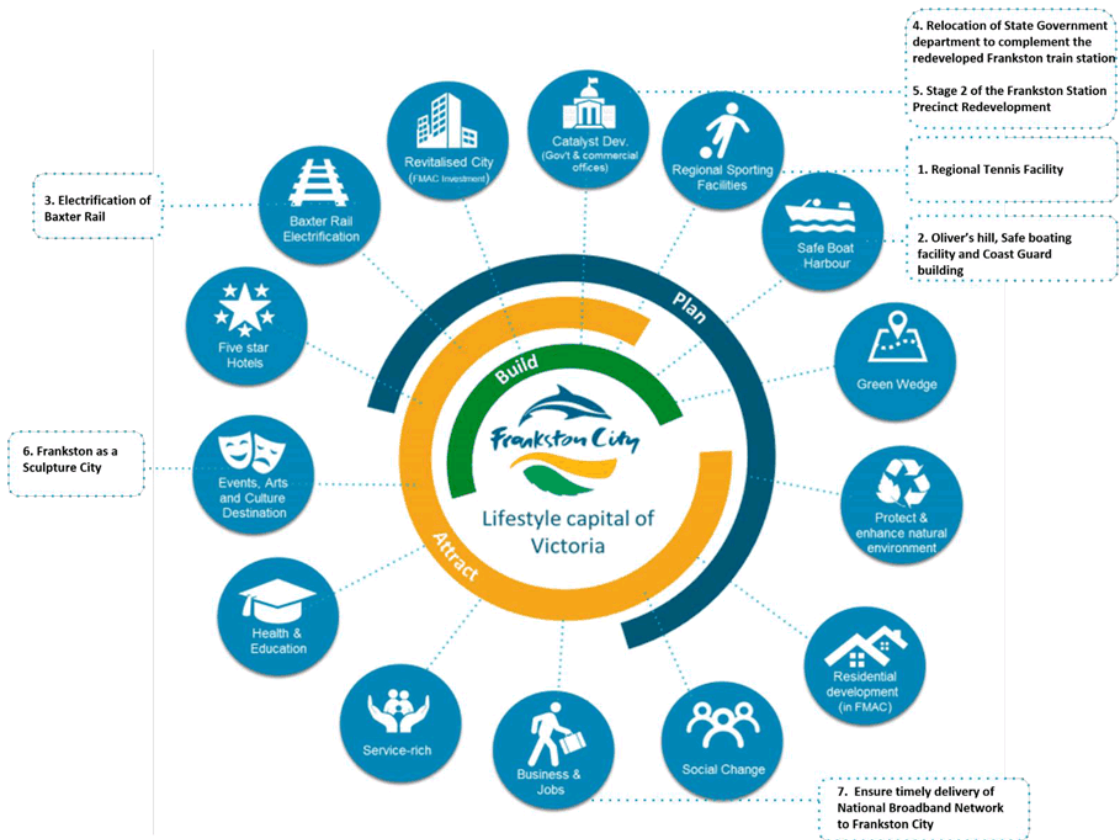 4. Relocation of State Government
department to complement the
redeveloped Frankston train station
5. Stage 2 of the Frankston Station
Precinct Redevelopment
Revitalised City
(FMAC Investment)
Catalyst Dev.
(Gov't & commercial
offices)
Regional Sporting
Facilities
1. Regional Tennis Facility
3. Electrification of
Baxter Rail
Baxter Rail
Electrification
Safe Boat
Harbour
2. Oliver's hill, Safe boating
facility and Coast Guard
building
Plan
Five star
Hotels
Build
Green Wedge
Frankston City
Lifestyle capital of
Victoria
6. Frankston as a
Sculpture City
Events, Arts
and Culture
Destination
Protect &
enhance natural
environment
Attract
Health &
Education
Residential
development
(in FMAC)
Service-rich
Business &
Jobs
Social Change
7. Ensure timely delivery of
National Broadband Network
to Frankston City